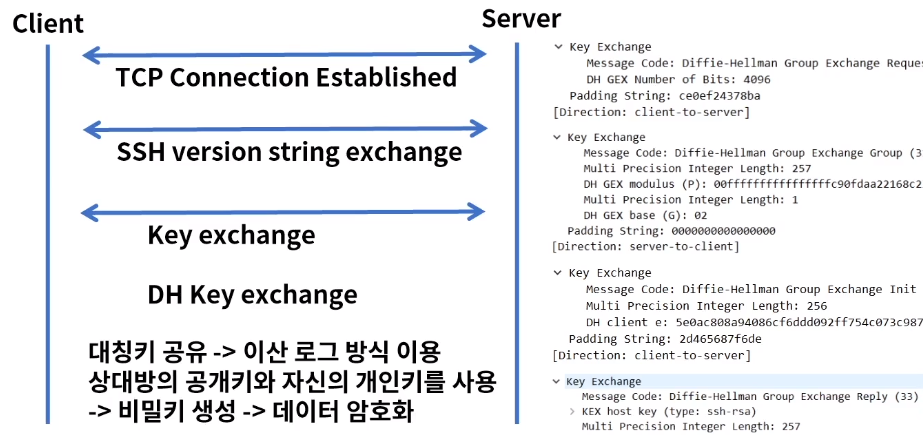 Client
Server
TCP Connection Established
SSH version string exchange
Key exchange
DH Key exchange
대칭키 공유 -> 이산 로그 방식 이용
상대방의 공개키와 자신의 개인키를 사용
-> 비밀키 생성 -> 데이터 암호화
Key Exchange
Message Code: Diffie-Hellman Group Exchange Reque
DH GEX Number of Bits: 4096
Padding String: ce0ef24378ba
[Direction: client-to-server]
Key Exchange
Message Code: Diffie-Hellman Group Exchange Group (3
Multi Precision Integer Length: 257
DH GEX modulus (P): 00ffffffffffffffffc90fdaa22168c2
Multi Precision Integer Length: 1
DH GEX base (G): 02
Padding String: 0000000000000000
[Direction: server-to-client]
Key Exchange
Message Code: Diffie-Hellman Group Exchange Init
Multi Precision Integer Length: 256
DH client e: 5e0ac808a94086cf6ddd092ff754c073c987
Padding String: 2d465687f6de
[Direction: client-to-server]
Key Exchange
Message Code: Diffie-Hellman Group Exchange Reply (33)
KEX host key (type: ssh-rsa)
Multi Precision Integer Length: 257